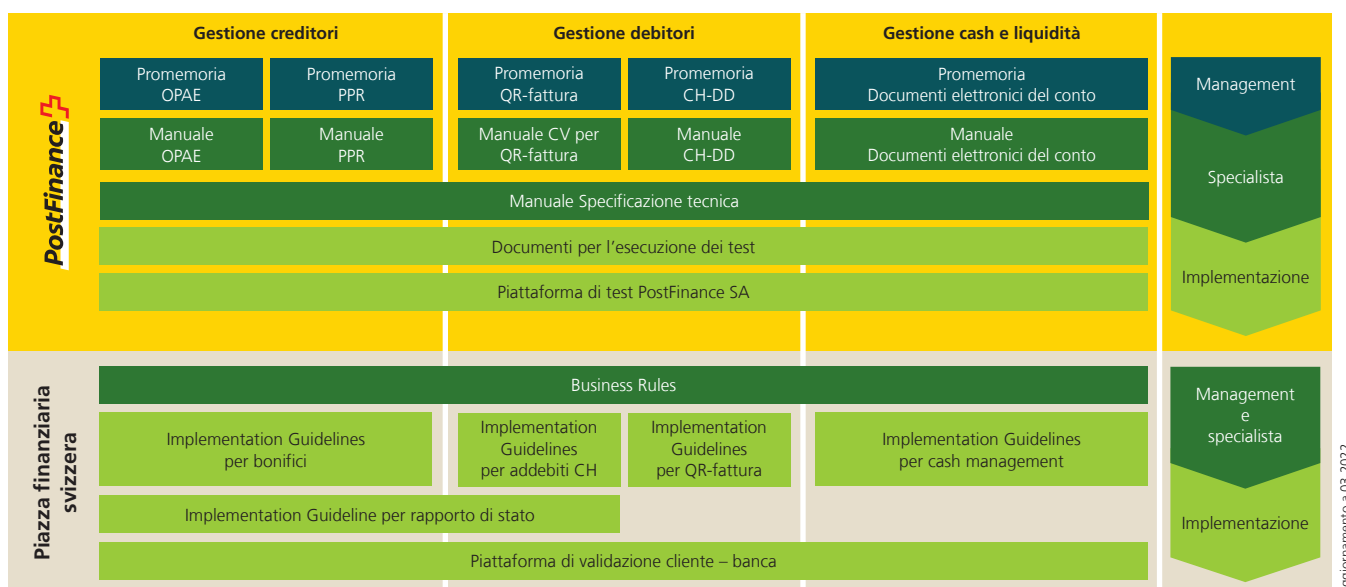 Gestione creditori
Gestione debitori
Gestione cash e liquidità
PostFinance
Promemoria
OPAE
Promemoria
PPR
Promemoria
QR-fattura
Promemoria
CH-DD
Promemoria
Documenti elettronici del conto
Management
Manuale
OPAE
Manuale
PPR
Manuale CV per
QR-fattura
Manuale
CH-DD
Manuale
Documenti elettronici del conto
Specialista
Manuale Specificazione tecnica
Documenti per l'esecuzione dei test
Implementazione
Piattaforma di test PostFinance SA
Piazza finanziaria
svizzera
Business Rules
Management
e
specialista
Implementation Guidelines
per bonifici
Implementation
Guidelines
per addebiti CH
Implementation
Guidelines
per QR-fattura
Implementation Guidelines
per cash management
Implementation Guideline per rapporto di stato
Implementazione
Piattaforma di validazione cliente – banca